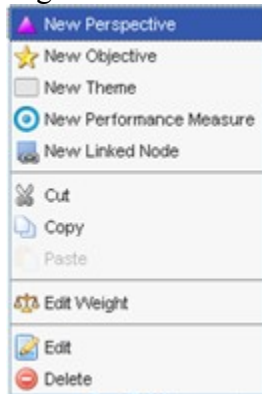 New Perspective
New Objective
New Theme
New Performance Measure
New Linked Node
Cut
Copy
Paste
Edit Weight
Edit
Delete